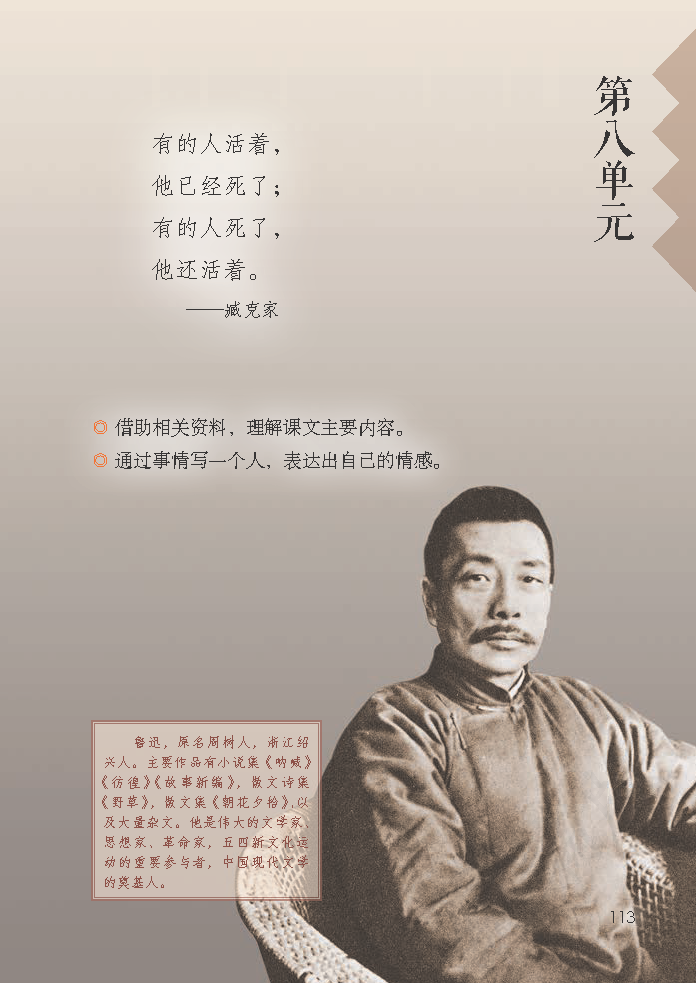 第八单元
有的人活着，
他已经死了；
有的人死了，
他还活着。
——臧克家
◎ 借助相关资料，理解课文主要内容。
◎ 通过事情写一个人，表达出自己的情感。
鲁迅，原名周树人，浙江绍
兴人。主要作品有小说集《呐喊》
《彷徨》《故事新编》，散文诗集
《野草》，散文集《朝花夕拾》，以
及大量杂文。他是伟大的文学家、
思想家、革命家，五四新文化运
动的重要参与者，中国现代文学
的奠基人。
113